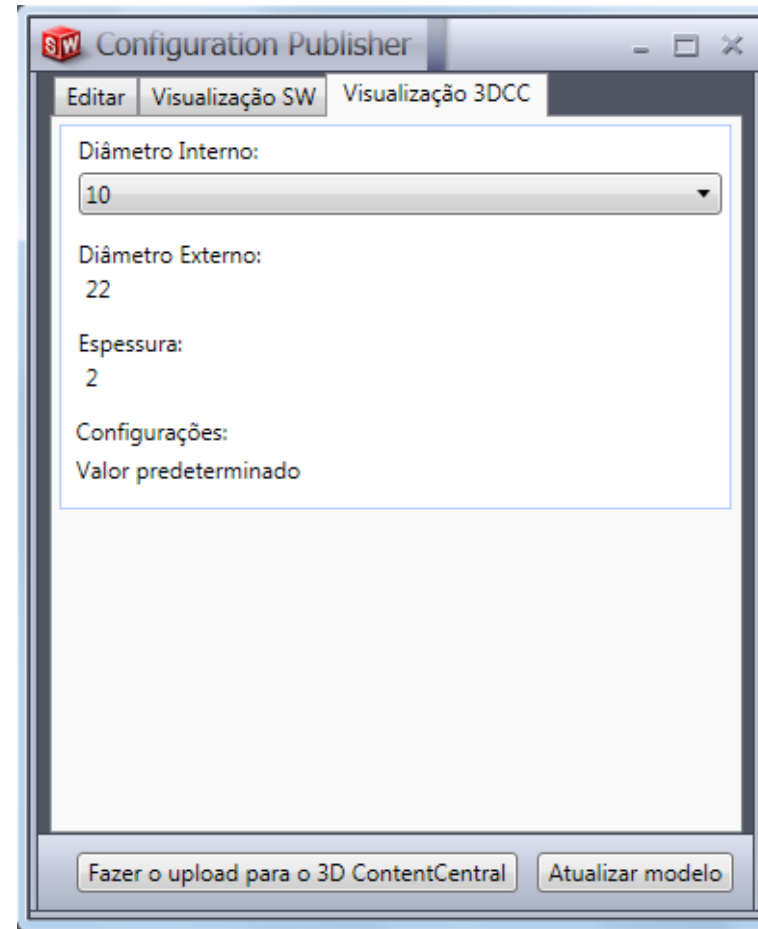 SW Configuration Publisher
Editar Visualização SW Visualização 3DCC
Diâmetro Interno:
10
Diâmetro Externo:
22
Espessura:
2
Configurações:
Valor predeterminado
Fazer o upload para o 3D ContentCentral Atualizar modelo